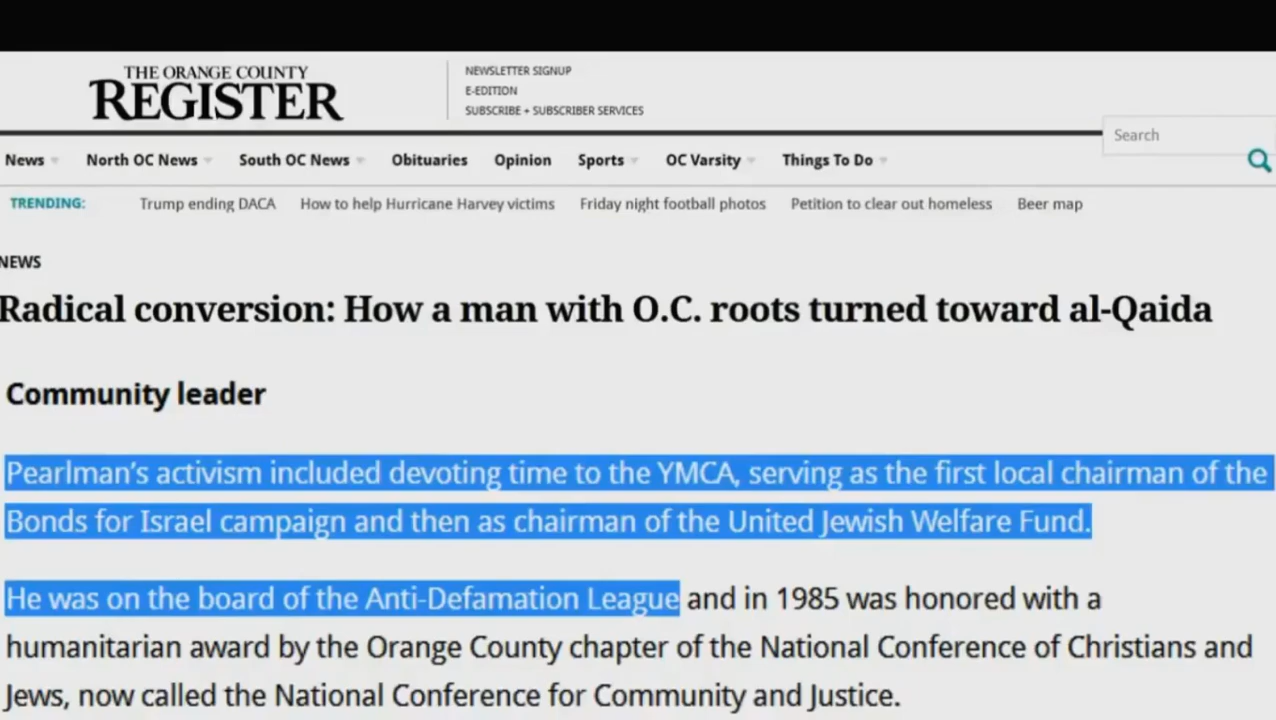 THE ORANGE COUNTY
REGISTER
NEWSLETTER SIGNUP
E-EDITION
SUBSCRIBE + SUBSCRIBER SERVICES
Search
News North OC News South OC News Obituaries Opinion Sports OC Varsity Things To Do
TRENDING: Trump ending DACA How to help Hurricane Harvey victims Friday night football photos Petition to clear out homeless Beer map
NEWS
Radical conversion: How a man with O.C. roots turned toward al-Qaida
Community leader
Pearlman's activism included devoting time to the YMCA, serving as the first local chairman of the
Bonds for Israel campaign and then as chairman of the United Jewish Welfare Fund.
He was on the board of the Anti-Defamation League and in 1985 was honored with a
humanitarian award by the Orange County chapter of the National Conference of Christians and
Jews, now called the National Conference for Community and Justice.